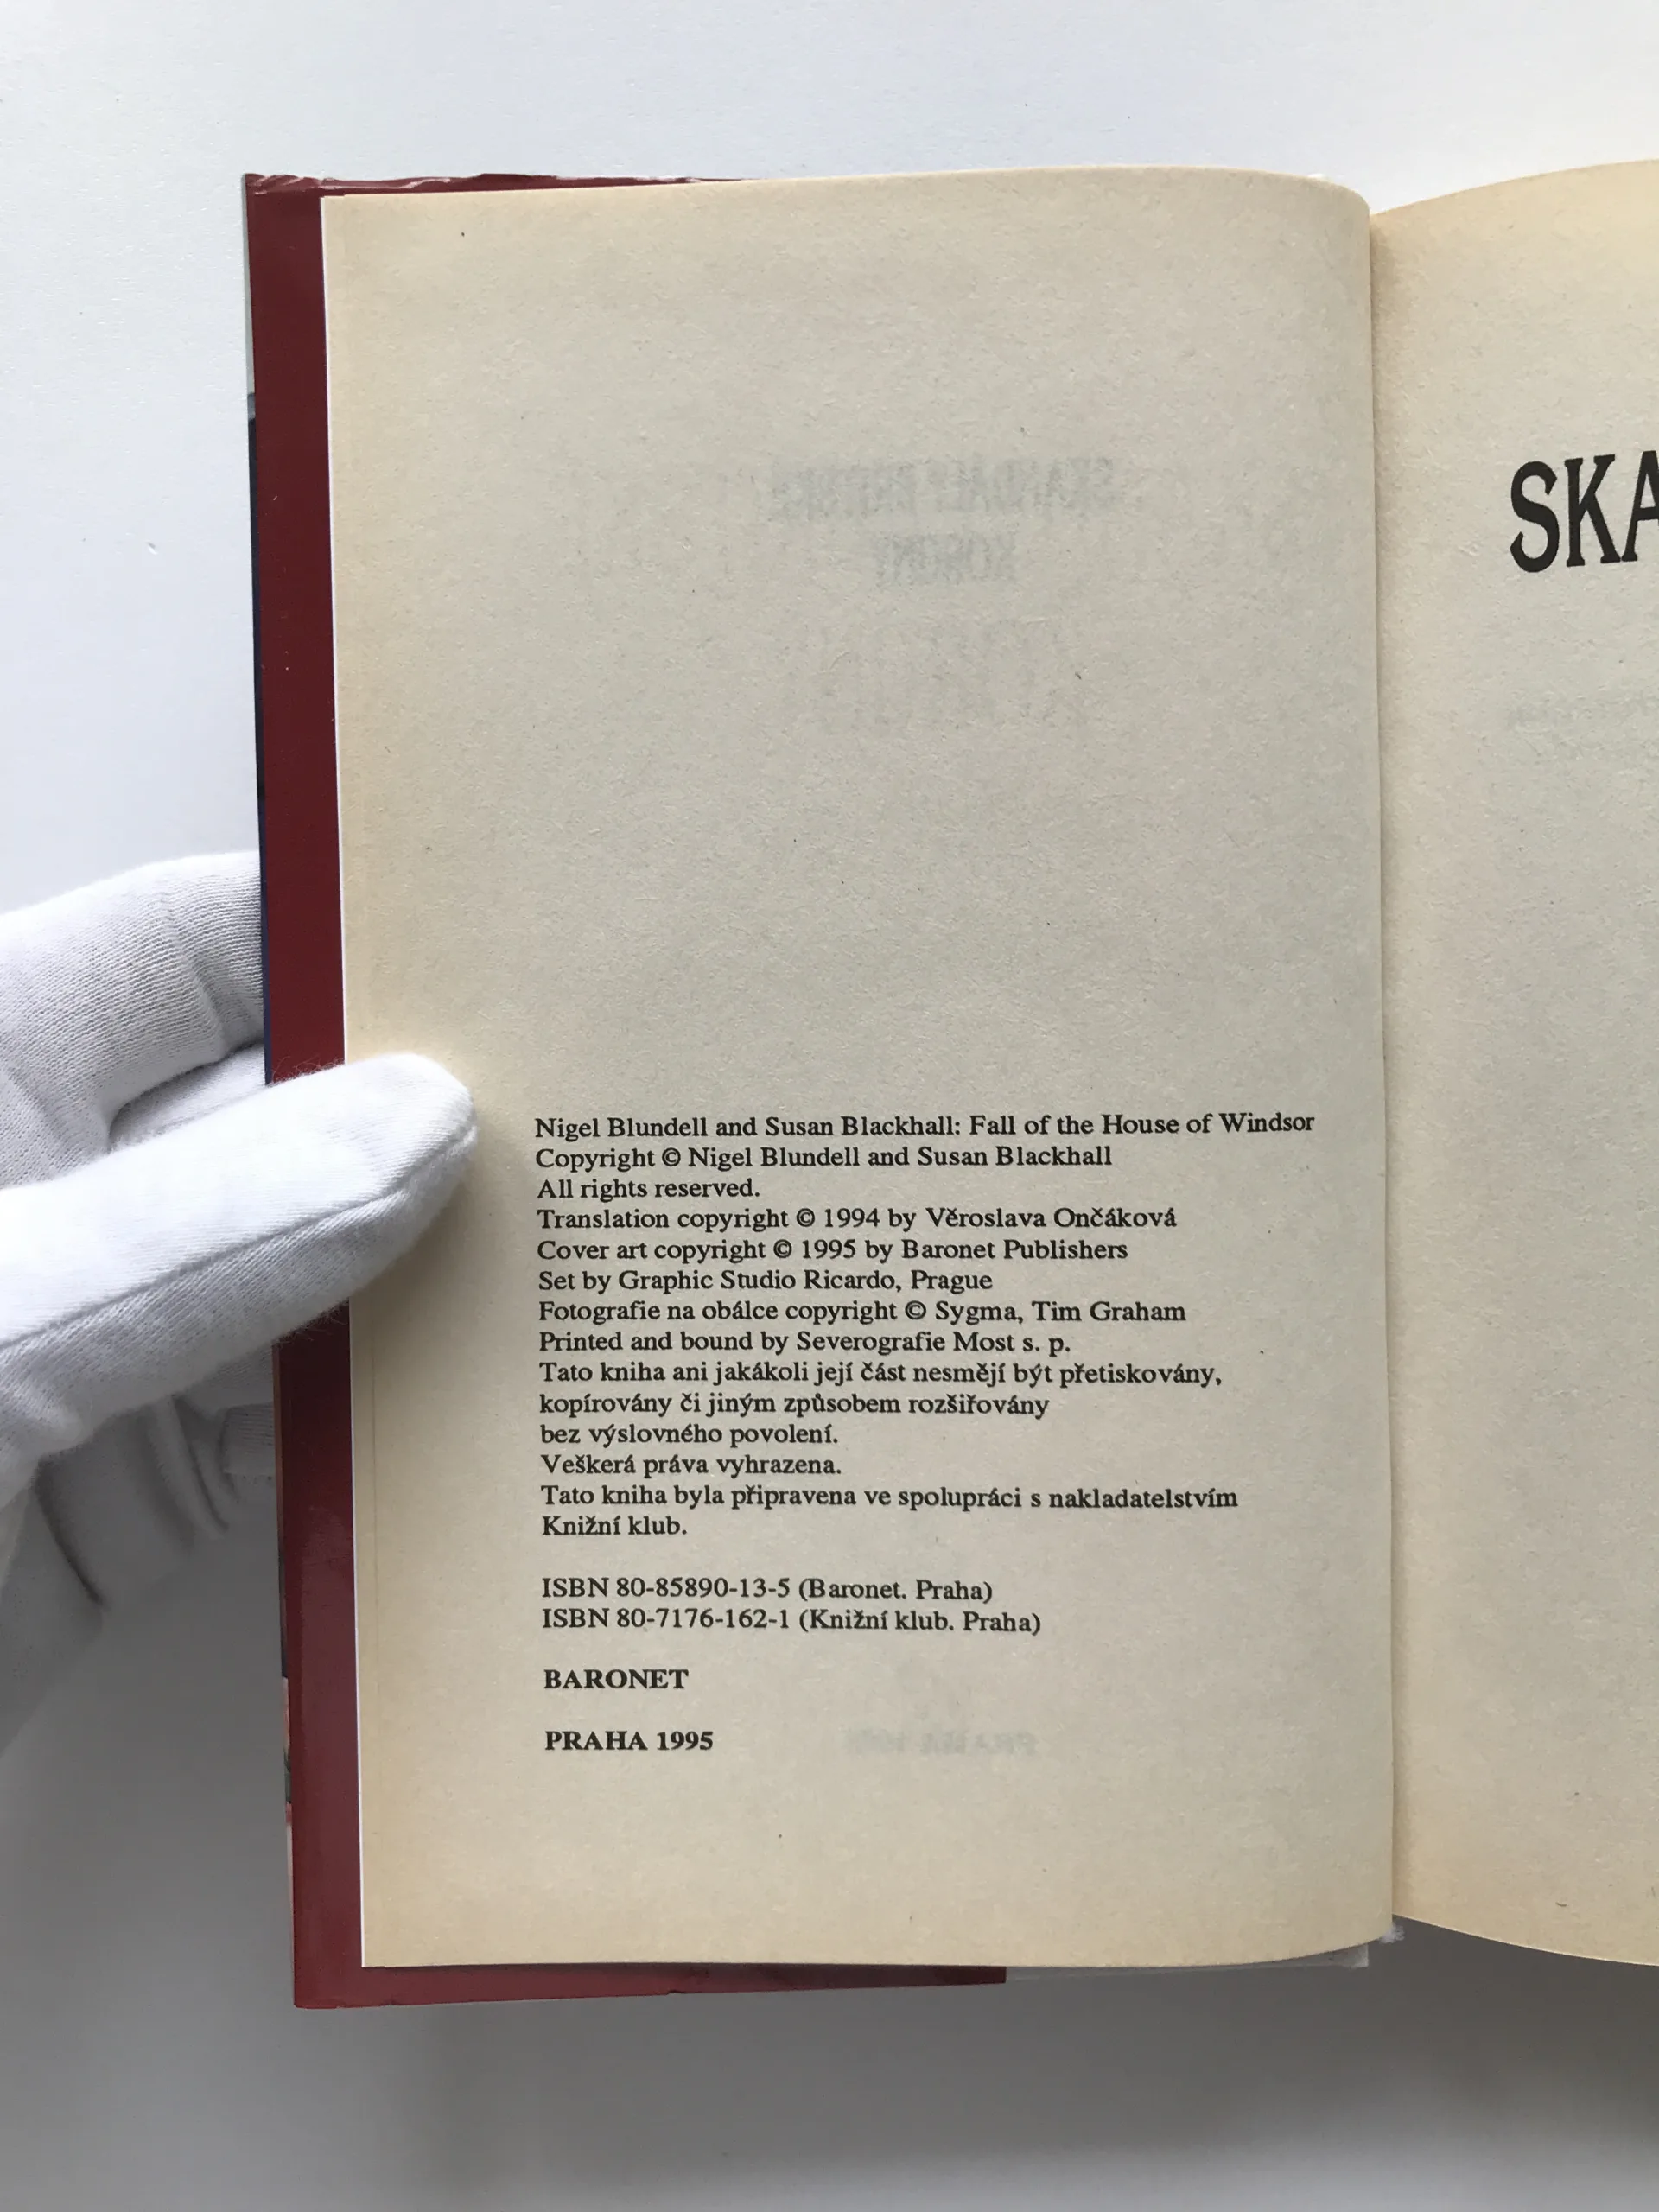 Nigel Blundell and Susan Blackhall: Fall of the House of Windsor
Copyright © Nigel Blundell and Susan Blackhall
All rights reserved.
Translation copyright © 1994 by Věroslava Ončáková
Cover art copyright © 1995 by Baronet Publishers
Set by Graphic Studio Ricardo, Prague
Fotografie na obálce copyright © Sygma, Tim Graham
Printed and bound by Severografie Most s. p.
Tato kniha ani jakákoli její část nesmějí být přetiskovány,
kopírovány či jiným způsobem rozšiřovány
bez výslovného povolení.
Veškerá práva vyhrazena.
Tato kniha byla připravena ve spolupráci s nakladatelstvím
Knižní klub.
ISBN 80-85890-13-5 (Baronet. Praha)
ISBN 80-7176-162-1 (Knižní klub. Praha)
BARONET
PRAHA 1995
SKA